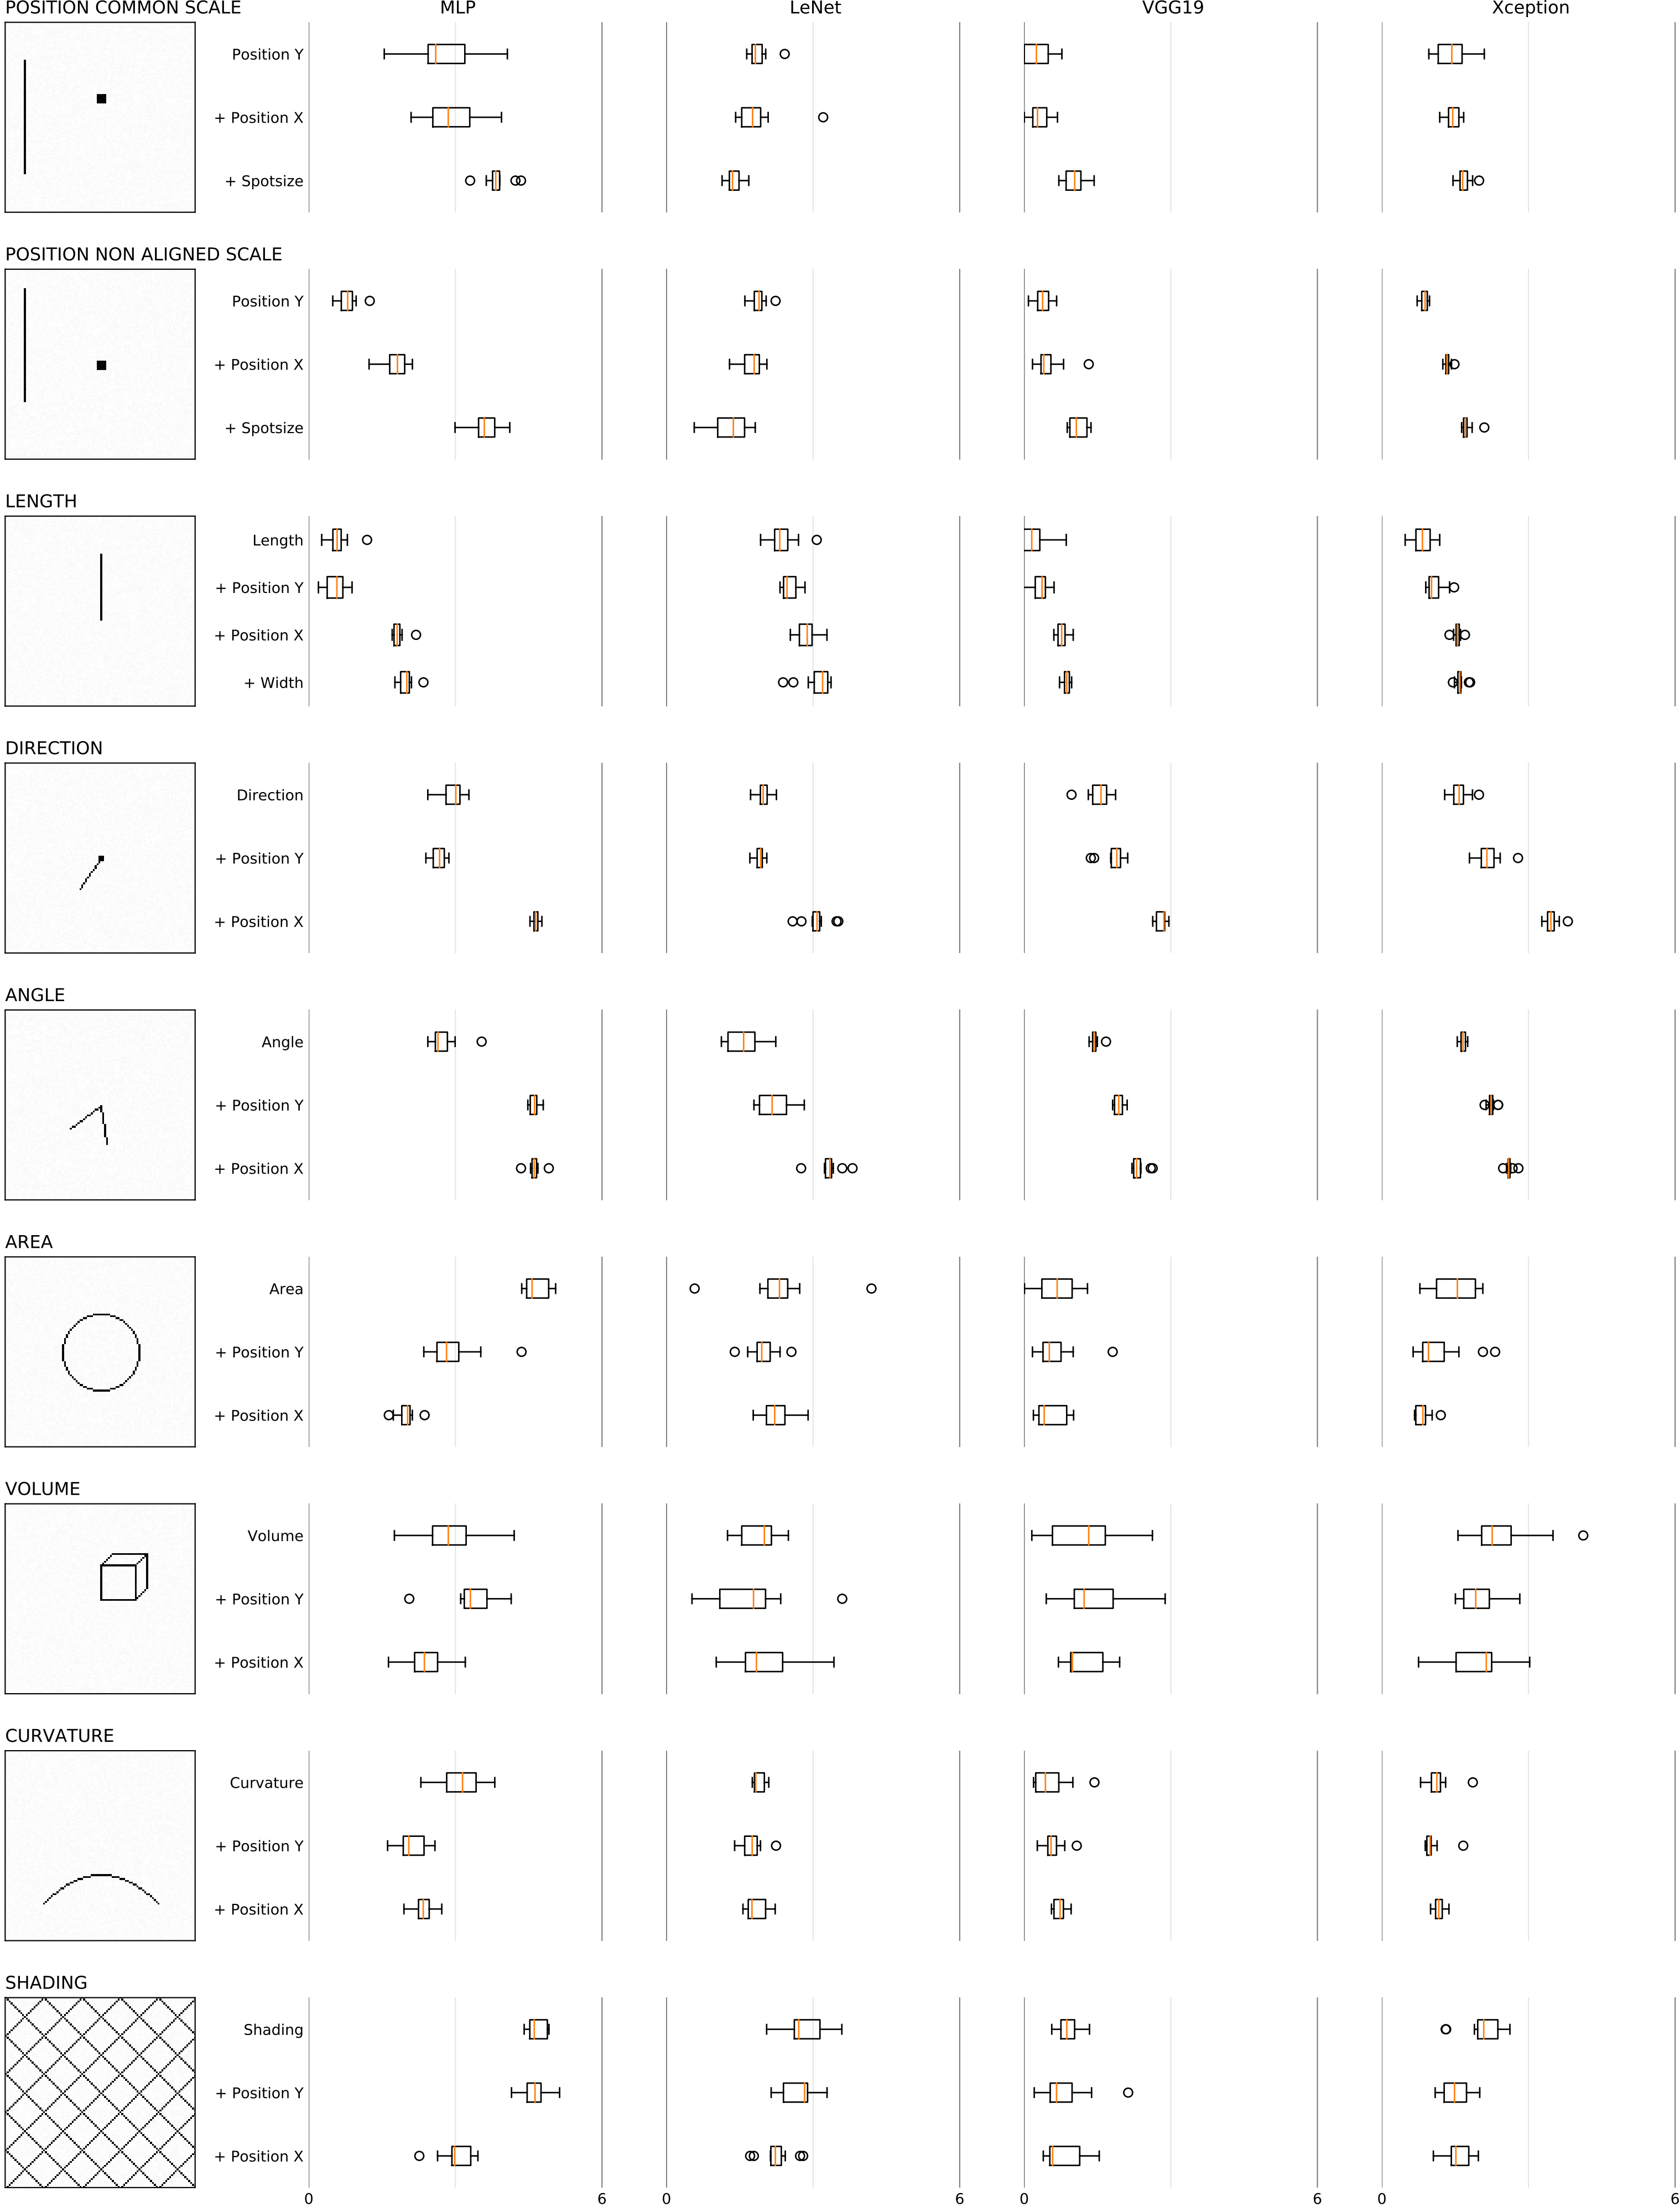 POSITION COMMON SCALE MLP LeNet VGG19 Xception
Position Y
+ Position X
+ Spotsize
POSITION NON ALIGNED SCALE
Position Y
+ Position X
+ Spotsize
LENGTH
Length
+ Position Y
+ Position X
+ Width
DIRECTION
Direction
+ Position Y
+ Position X
ANGLE
Angle
+ Position Y
+ Position X
AREA
Area
+ Position Y
+ Position X
VOLUME
Volume
+ Position Y
+ Position X
CURVATURE
Curvature
+ Position Y
+ Position X
SHADING
Shading
+ Position Y
+ Position X
0 6 0 6 0 6 0 6